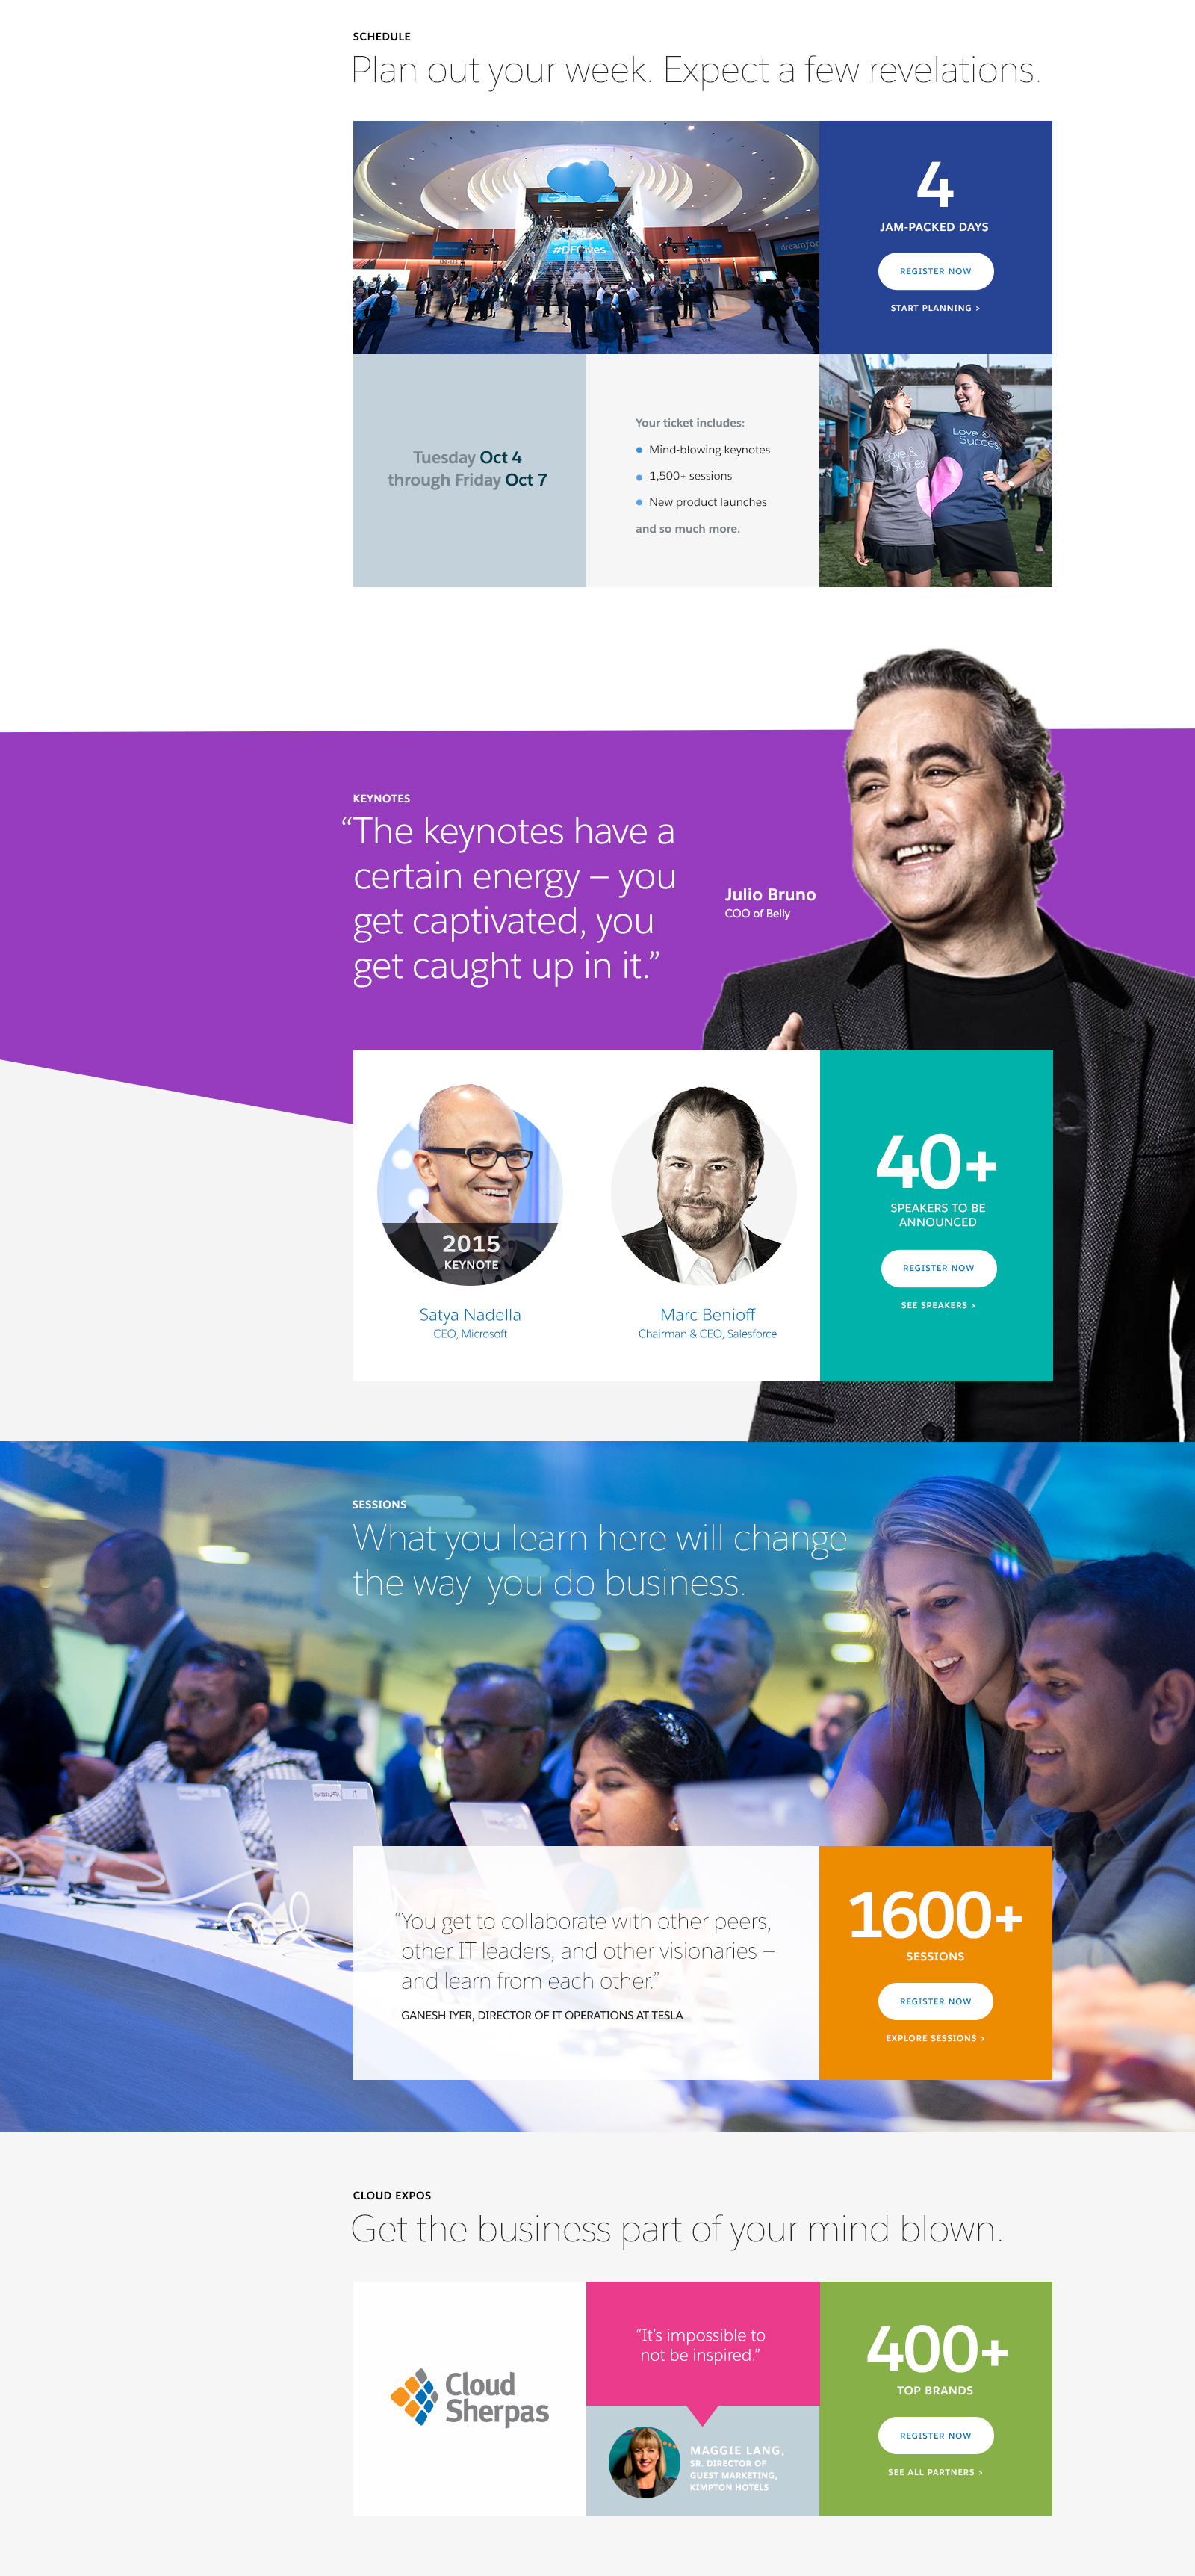 SCHEDULE
Plan out your week. Expect a few revelations.
#DFGives
dreamfor
4
JAM-PACKED DAYS
REGISTER NOW
START PLANNING >
Tuesday Oct 4
through Friday Oct 7
Your ticket includes:
Mind-blowing keynotes
1,500+ sessions
New product launches
and so much more.
Love &
Success
Love &
Success
KEYNOTES
“The keynotes have a
certain energy – you
get captivated, you
get caught up in it.”
Julio Bruno
COO of Belly
2015
KEYNOTE
Satya Nadella
CEO, Microsoft
Marc Benioff
Chairman & CEO, Salesforce
40+
SPEAKERS TO BE
ANNOUNCED
REGISTER NOW
SEE SPEAKERS >
SESSIONS
What you learn here will change
the way you do business.
“You get to collaborate with other peers,
other IT leaders, and other visionaries –
and learn from each other.”
GANESH IYER, DIRECTOR OF IT OPERATIONS AT TESLA
1600+
SESSIONS
REGISTER NOW
EXPLORE SESSIONS >
CLOUD EXPOS
Get the business part of your mind blown.
Cloud
Sherpas
“It’s impossible to
not be inspired.”
MAGGIE LANG,
SR. DIRECTOR OF
GUEST MARKETING,
KIMPTON HOTELS
400+
TOP BRANDS
REGISTER NOW
SEE ALL PARTNERS >